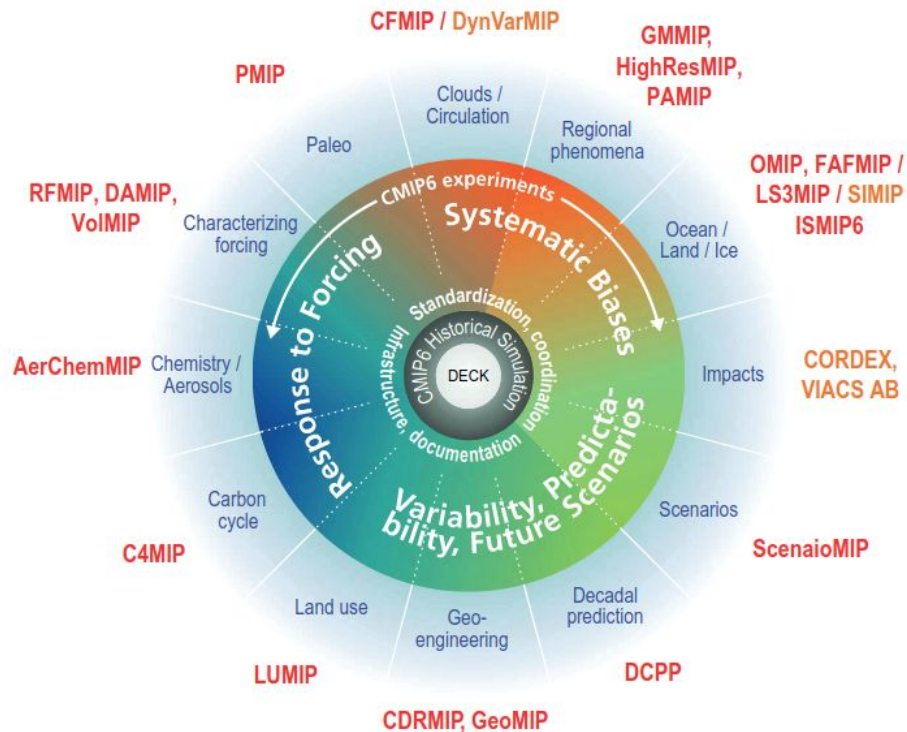 CFMIP / DynVarMIP
GMMIP,
HighResMIP,
PAMIP
PMIP
Clouds /
Circulation
Regional
phenomena
Paleo
OMIP, FAFMIP /
LS3MIP / SIMIP
ISMIP6
RFMIP, DAMIP,
VolMIP
Characterizing
forcing
CMIP6 experiments
Systematic Biases
Ocean /
Land / Ice
Response to Forcing
Standardization, coordination
Infrastructure, documentation
CMIP6 Historical Simulation
DECK
AerChemMIP
Chemistry /
Aerosols
Impacts
CORDEX,
VIACS AB
Variability, Predicta-
bility, Future Scenarios
Carbon
cycle
Scenarios
C4MIP
ScenaioMIP
Land use
Geo-
engineering
Decadal
prediction
LUMIP
DCPP
CDRMIP, GeoMIP